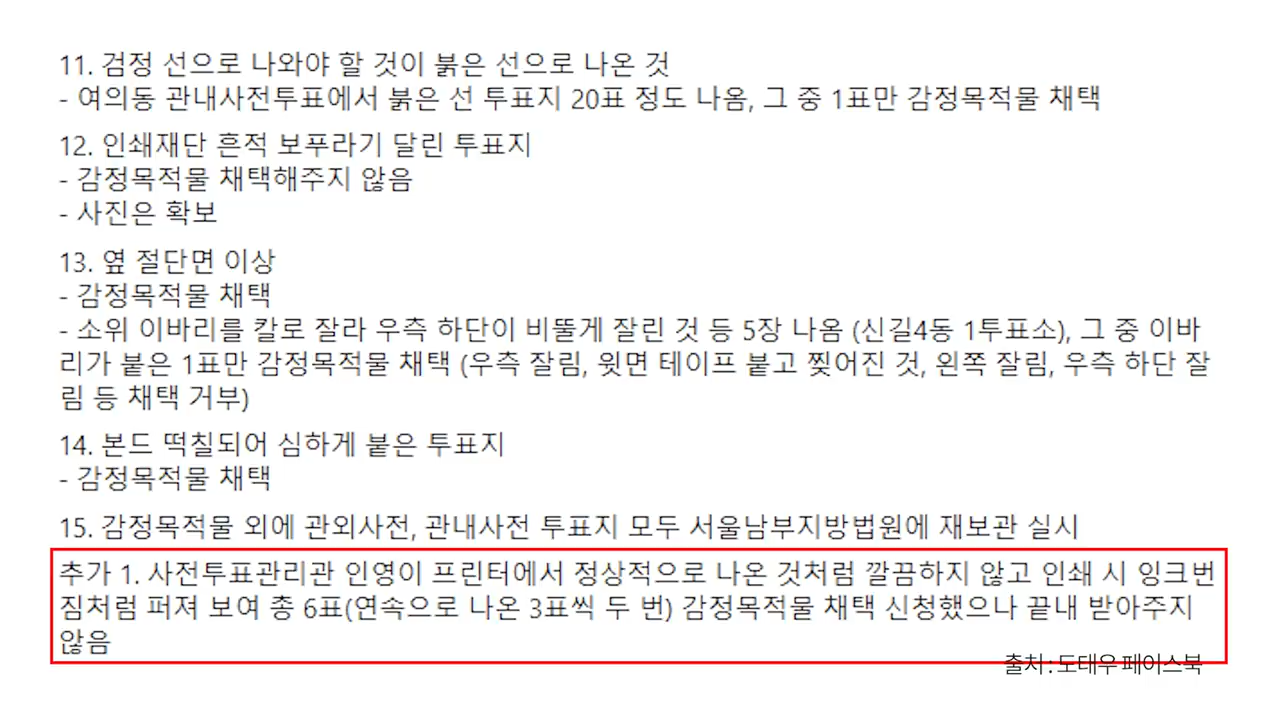 11. 검정 선으로 나와야 할 것이 붉은 선으로 나온 것
- 여의동 관내사전투표에서 붉은 선 투표지 20표 정도 나옴, 그 중 1표만 감정목적물 채택
12. 인쇄재단 흔적 보푸라기 달린 투표지
- 감정목적물 채택해주지 않음
- 사진은 확보
13. 옆 절단면 이상
- 감정목적물 채택
- 소위 이바리를 칼로 잘라 우측 하단이 비뚤게 잘린 것 등 5장 나옴 (신길4동 1투표소), 그 중 이바
리가 붙은 1표만 감정목적물 채택 (우측 잘림, 윗면 테이프 붙고 찢어진 것, 왼쪽 잘림, 우측 하단 잘
림 등 채택 거부)
14. 본드 떡칠되어 심하게 붙은 투표지
- 감정목적물 채택
15. 감정목적물 외에 관외사전, 관내사전 투표지 모두 서울남부지방법원에 재보관 실시
추가 1. 사전투표관리관 인영이 프린터에서 정상적으로 나온 것처럼 깔끔하지 않고 인쇄 시 잉크번
짐처럼 퍼져 보여 총 6표(연속으로 나온 3표씩 두 번) 감정목적물 채택 신청했으나 끝내 받아주지
않음
출처 : 도태우 페이스북